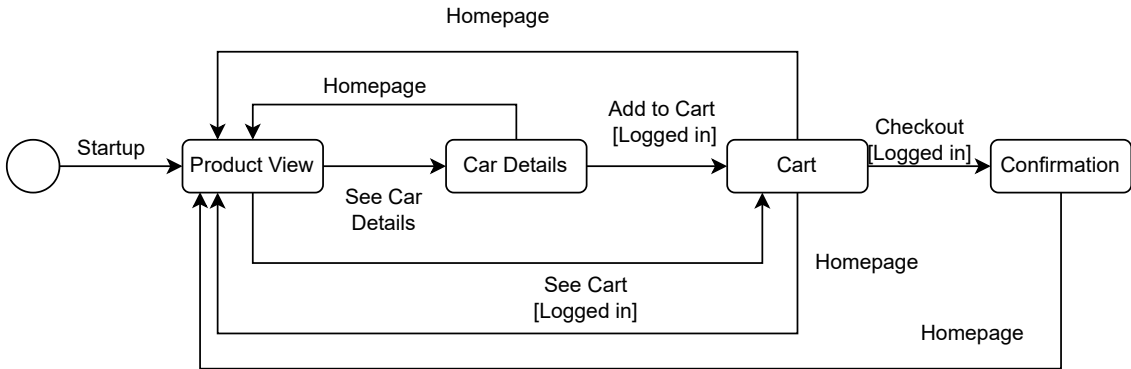 Homepage
Homepage
Startup
Product View
See Car
Details
Car Details
Add to Cart
[Logged in]
Cart
Checkout
[Logged in]
Confirmation
See Cart
[Logged in]
Homepage
Homepage